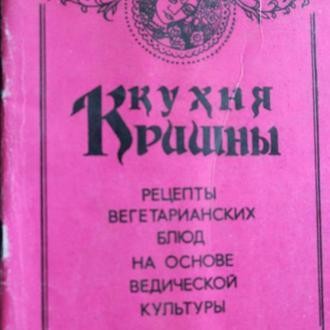 Кухня
Кришны
РЕЦЕПТЫ
ВЕГЕТАРИАНСКИХ
БЛЮД
НА ОСНОВЕ
ВЕДИЧЕСКОЙ
КУЛЬТУРЫ